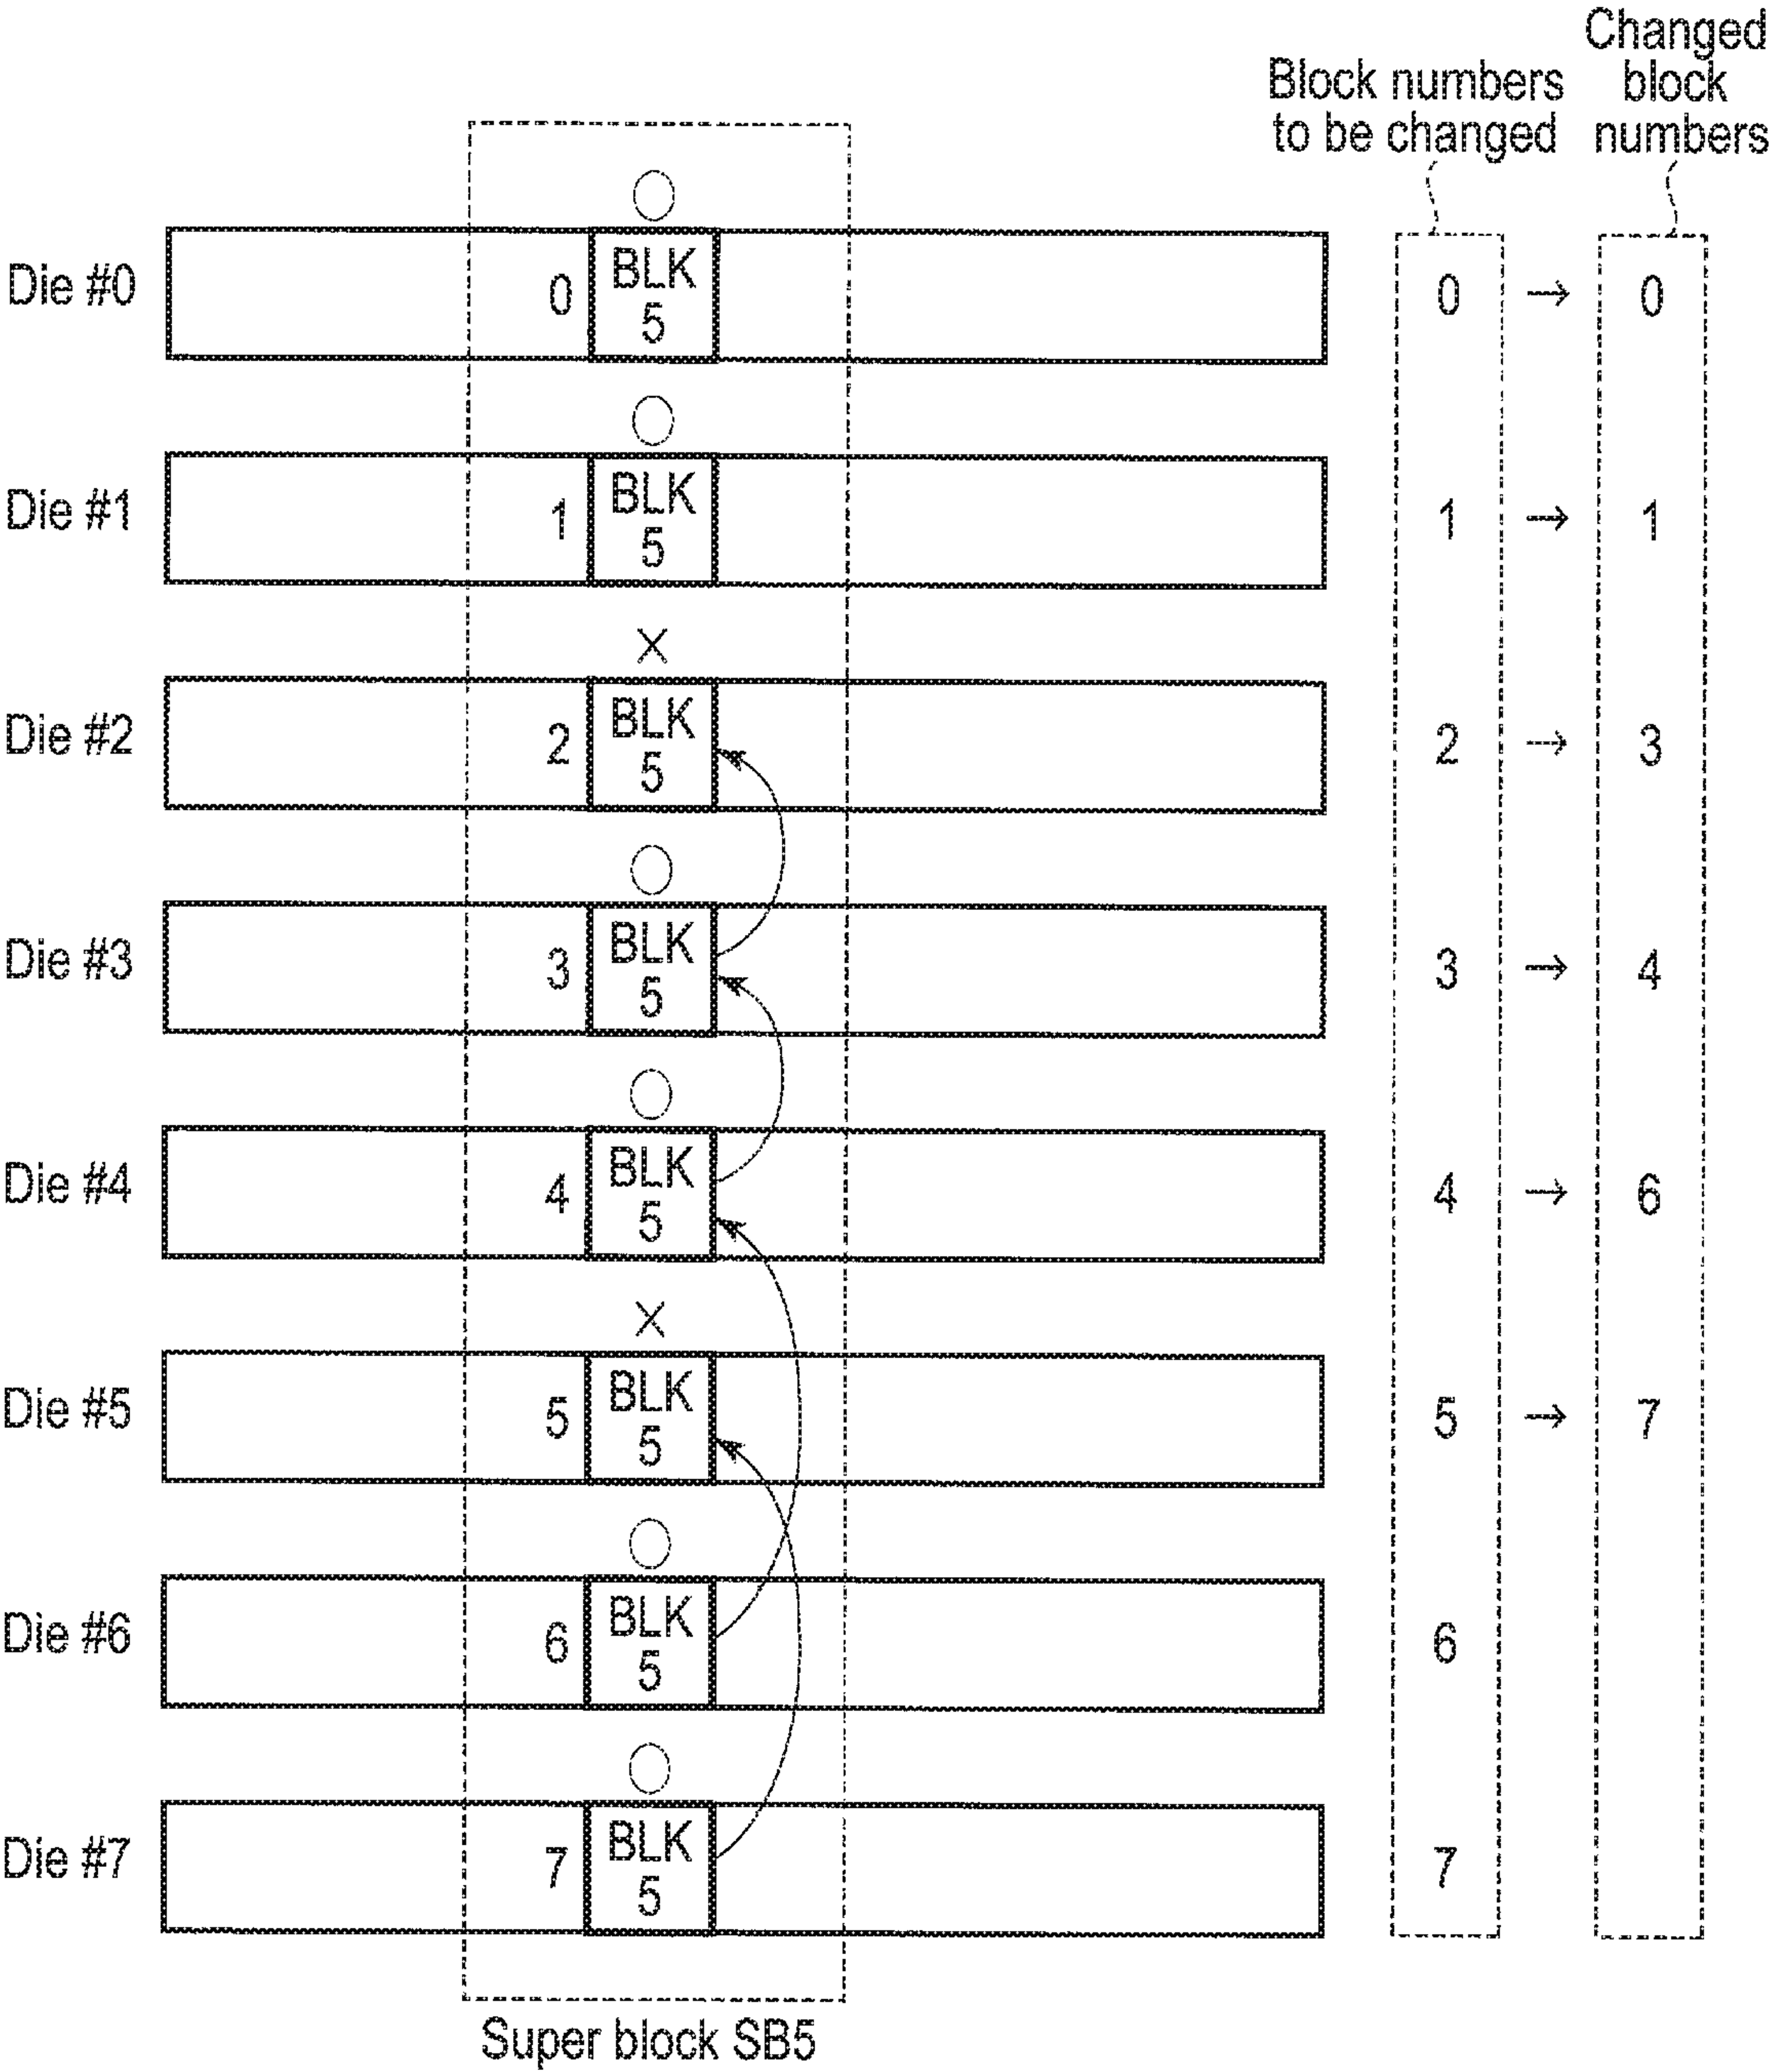 Changed
block
numbers
Block numbers
to be changed
Die #0
0
BLK
5
0 → 0
Die #1
1
BLK
5
1 → 1
×
Die #2
2
BLK
5
2 → 3
Die #3
3
BLK
5
3 → 4
Die #4
4
BLK
5
4 → 6
×
Die #5
5
BLK
5
5 → 7
Die #6
6
BLK
5
6
Die #7
7
BLK
5
7
Super block SB5